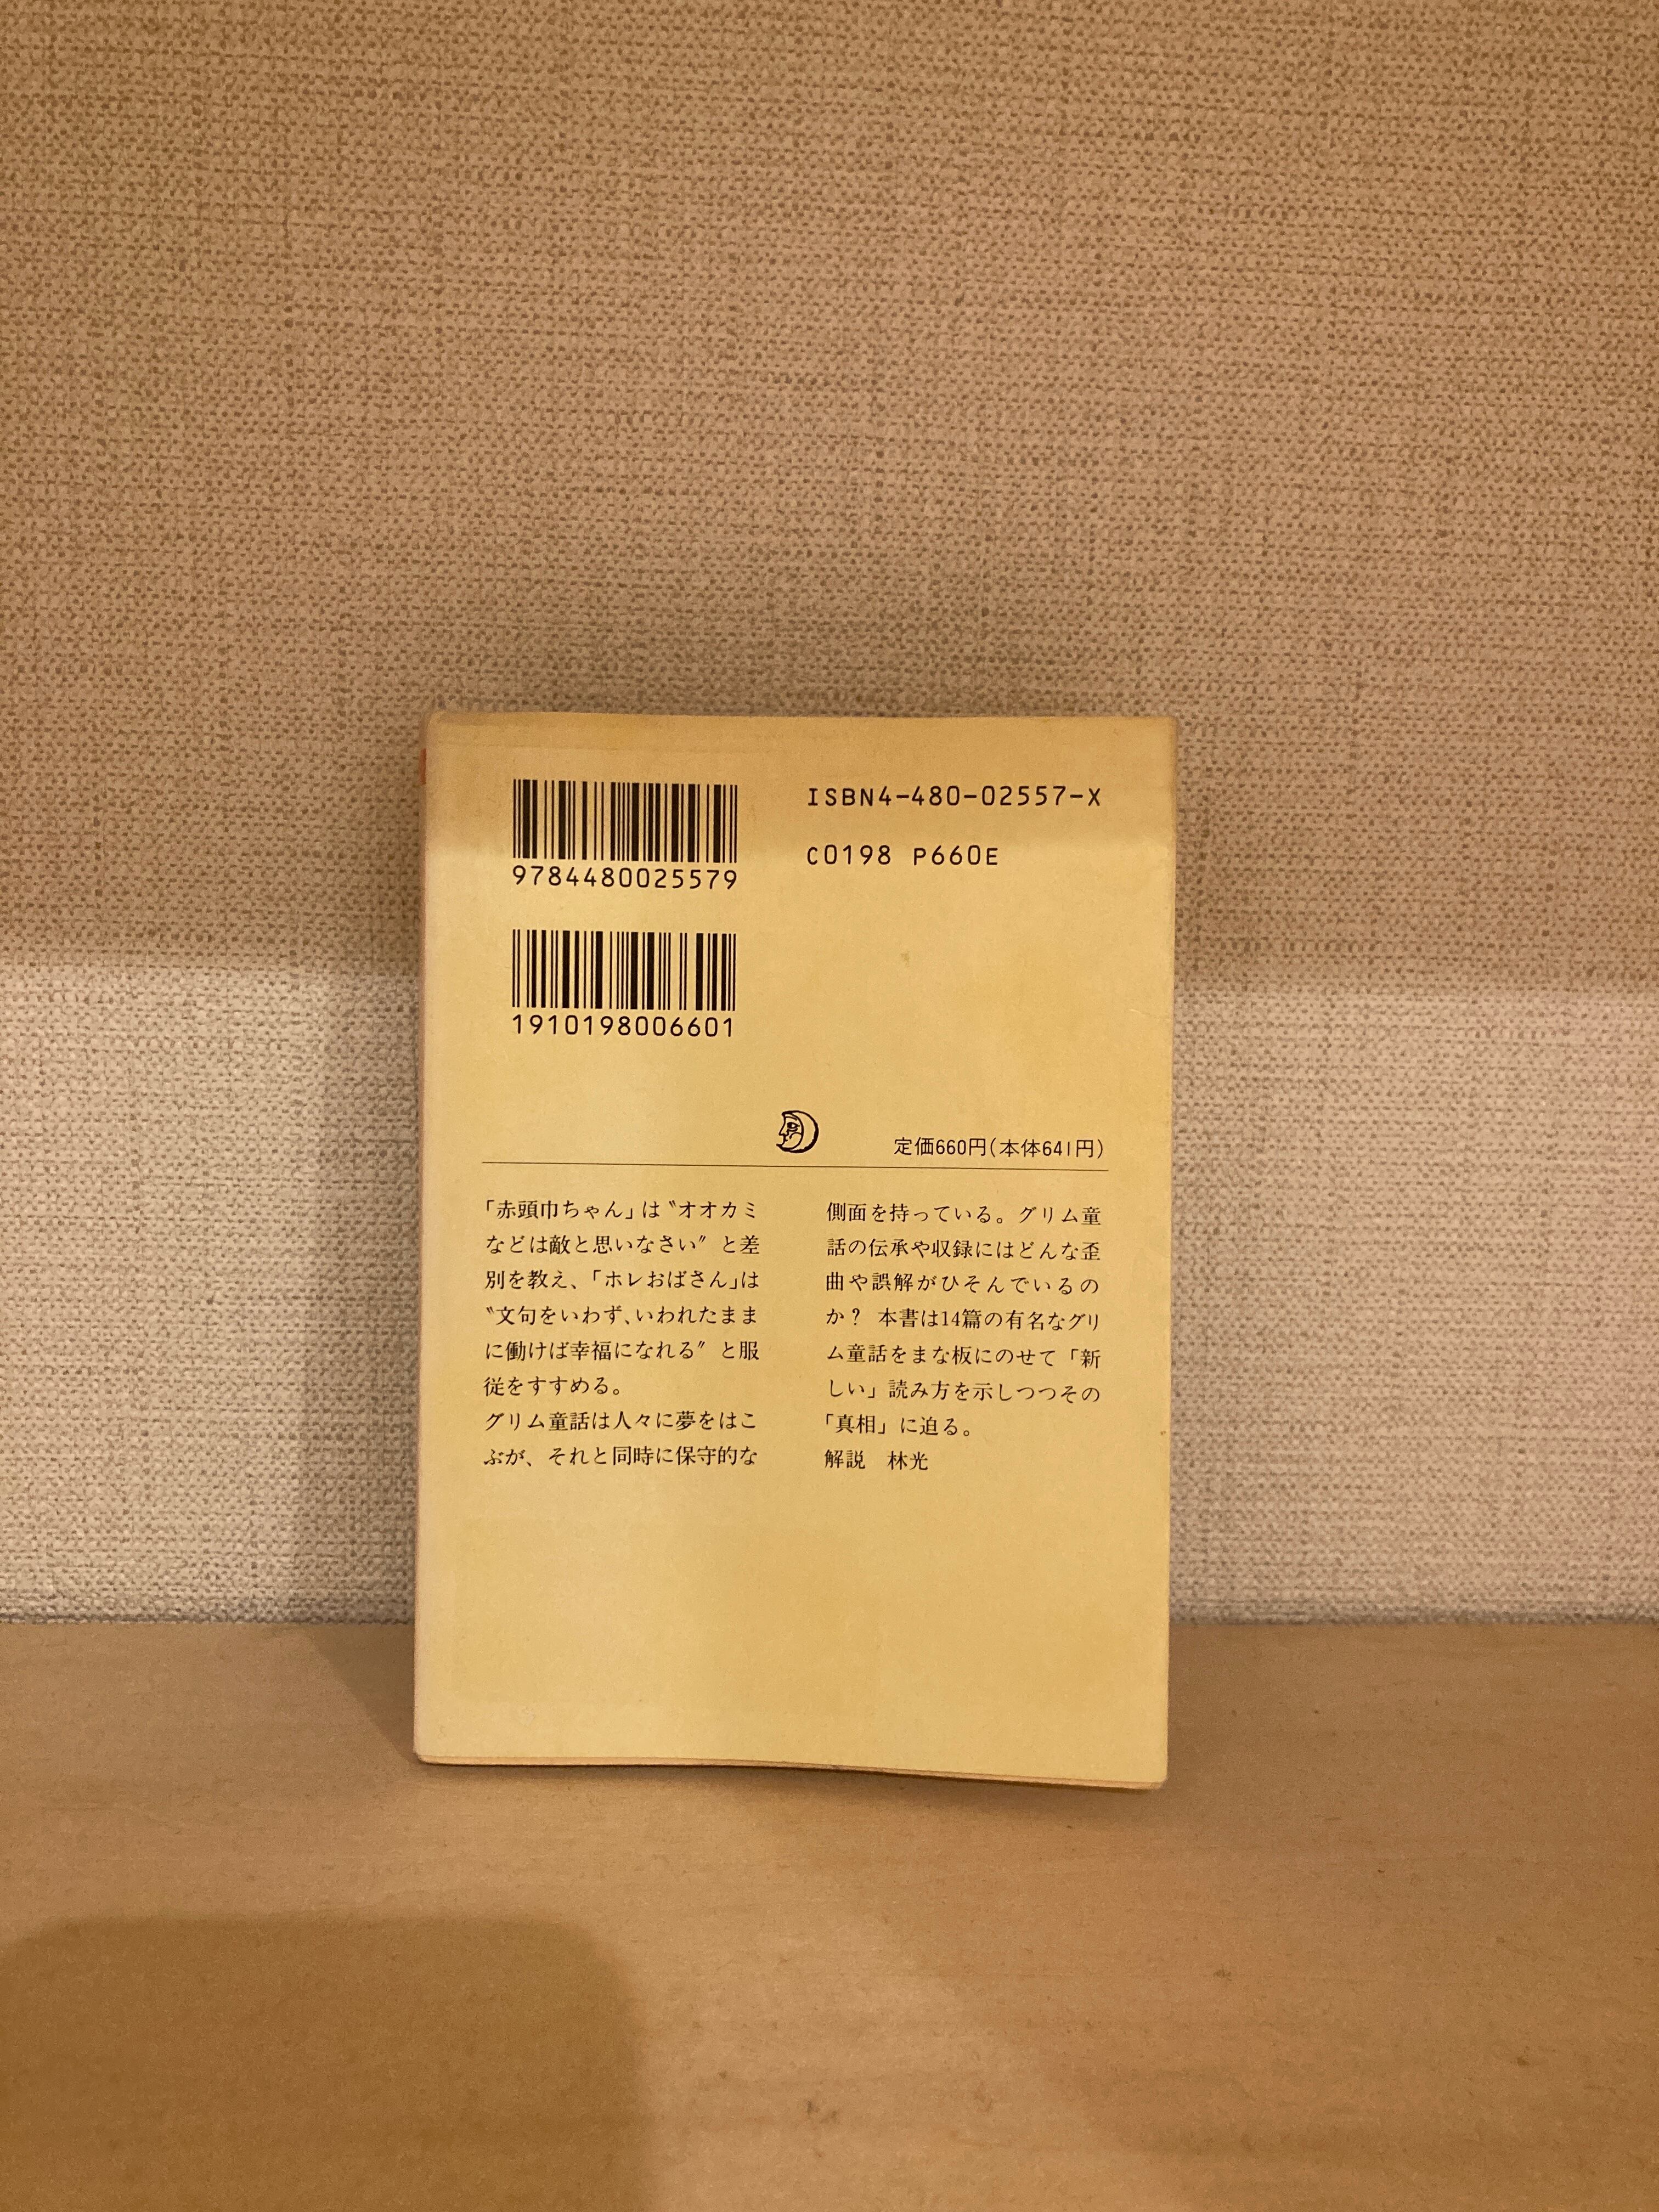 9784480025579
1910198006601
ISBN4-480-02557-X
C0198 P660E
定価660円(本体641円)
「赤頭巾ちゃん」は〝オオカミ
などは敵と思いなさい〟と差
別を教え、「ホレおばさん」は
〝文句をいわず、いわれたまま
に働けば幸福になれる〟と服
従をすすめる。
グリム童話は人々に夢をはこ
ぶが、それと同時に保守的な
側面を持っている。グリム童
話の伝承や収録にはどんな歪
曲や誤解がひそんでいるの
か？ 本書は14篇の有名なグリ
ム童話をまな板にのせて「新
しい」読み方を示しつつその
「真相」に迫る。
解説 林光